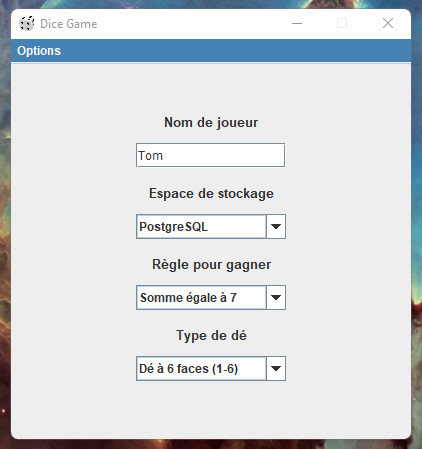 Dice Game
Options
Nom de joueur
Tom
Espace de stockage
PostgreSQL
Règle pour gagner
Somme égale à 7
Type de dé
Dé à 6 faces (1-6)